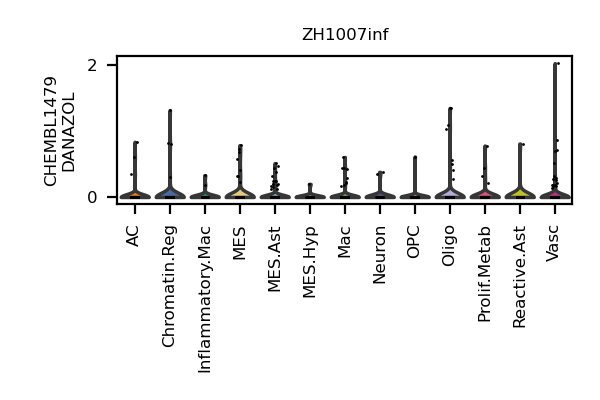 ZH1007inf
CHEMBL1479
DANAZOL
2
0
AC
Chromatin.Reg
Inflammatory.Mac
MES
MES.Ast
MES.Hyp
Mac
Neuron
OPC
Oligo
Prolif.Metab
Reactive.Ast
Vasc